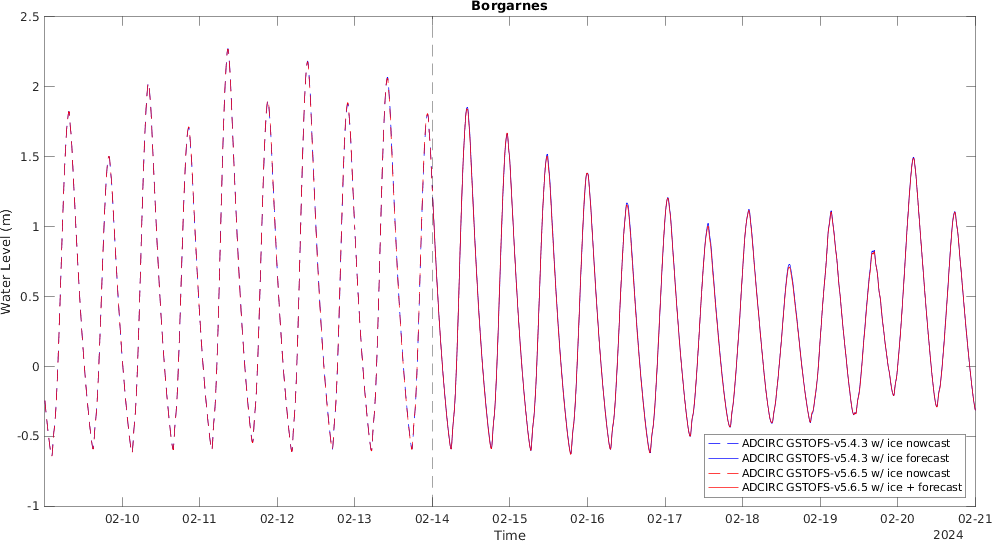 Borgarnes
2.5
2
1.5
1
0.5
0
-0.5
-1
Water Level (m)
02-10 02-11 02-12 02-13 02-14 02-15 02-16 02-17 02-18 02-19 02-20 02-21
Time
2024
ADCIRC GSTOFS-v5.4.3 w/ ice nowcast
ADCIRC GSTOFS-v5.4.3 w/ ice forecast
ADCIRC GSTOFS-v5.6.5 w/ ice nowcast
ADCIRC GSTOFS-v5.6.5 w/ ice + forecast